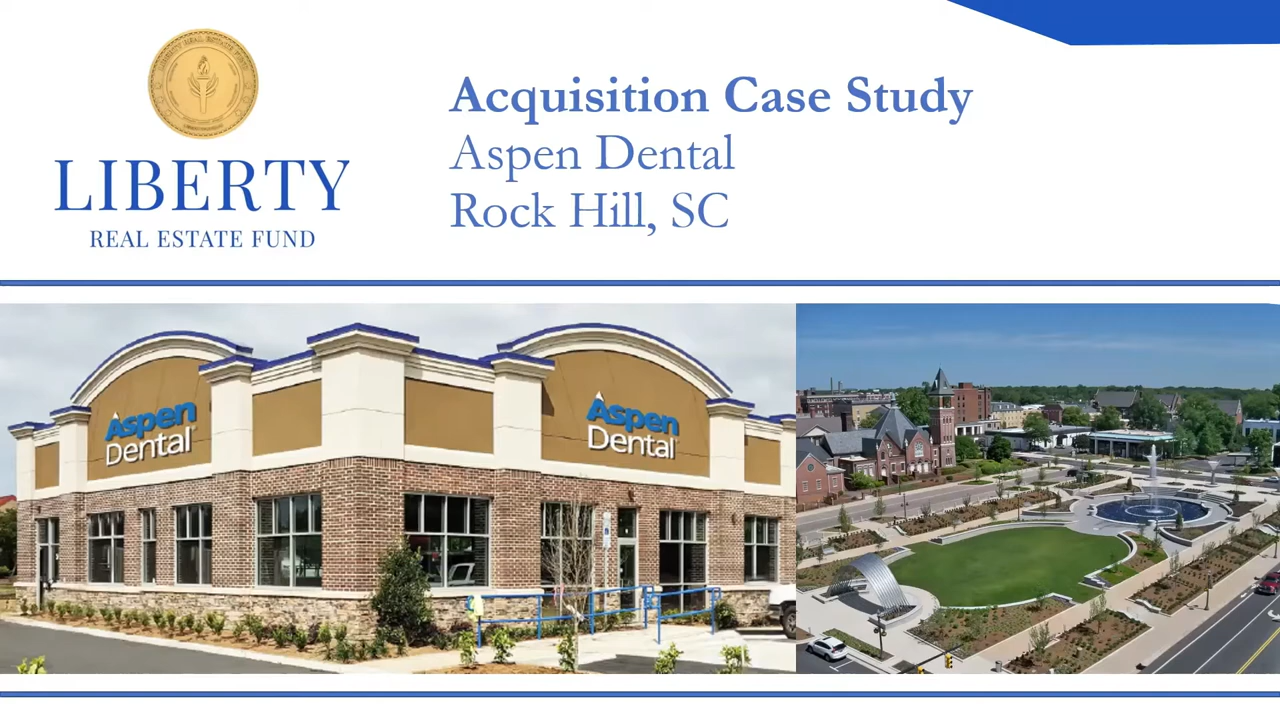 LIBERTY
REAL ESTATE FUND
Acquisition Case Study
Aspen Dental
Rock Hill, SC
Aspen
Dental
Aspen
Dental